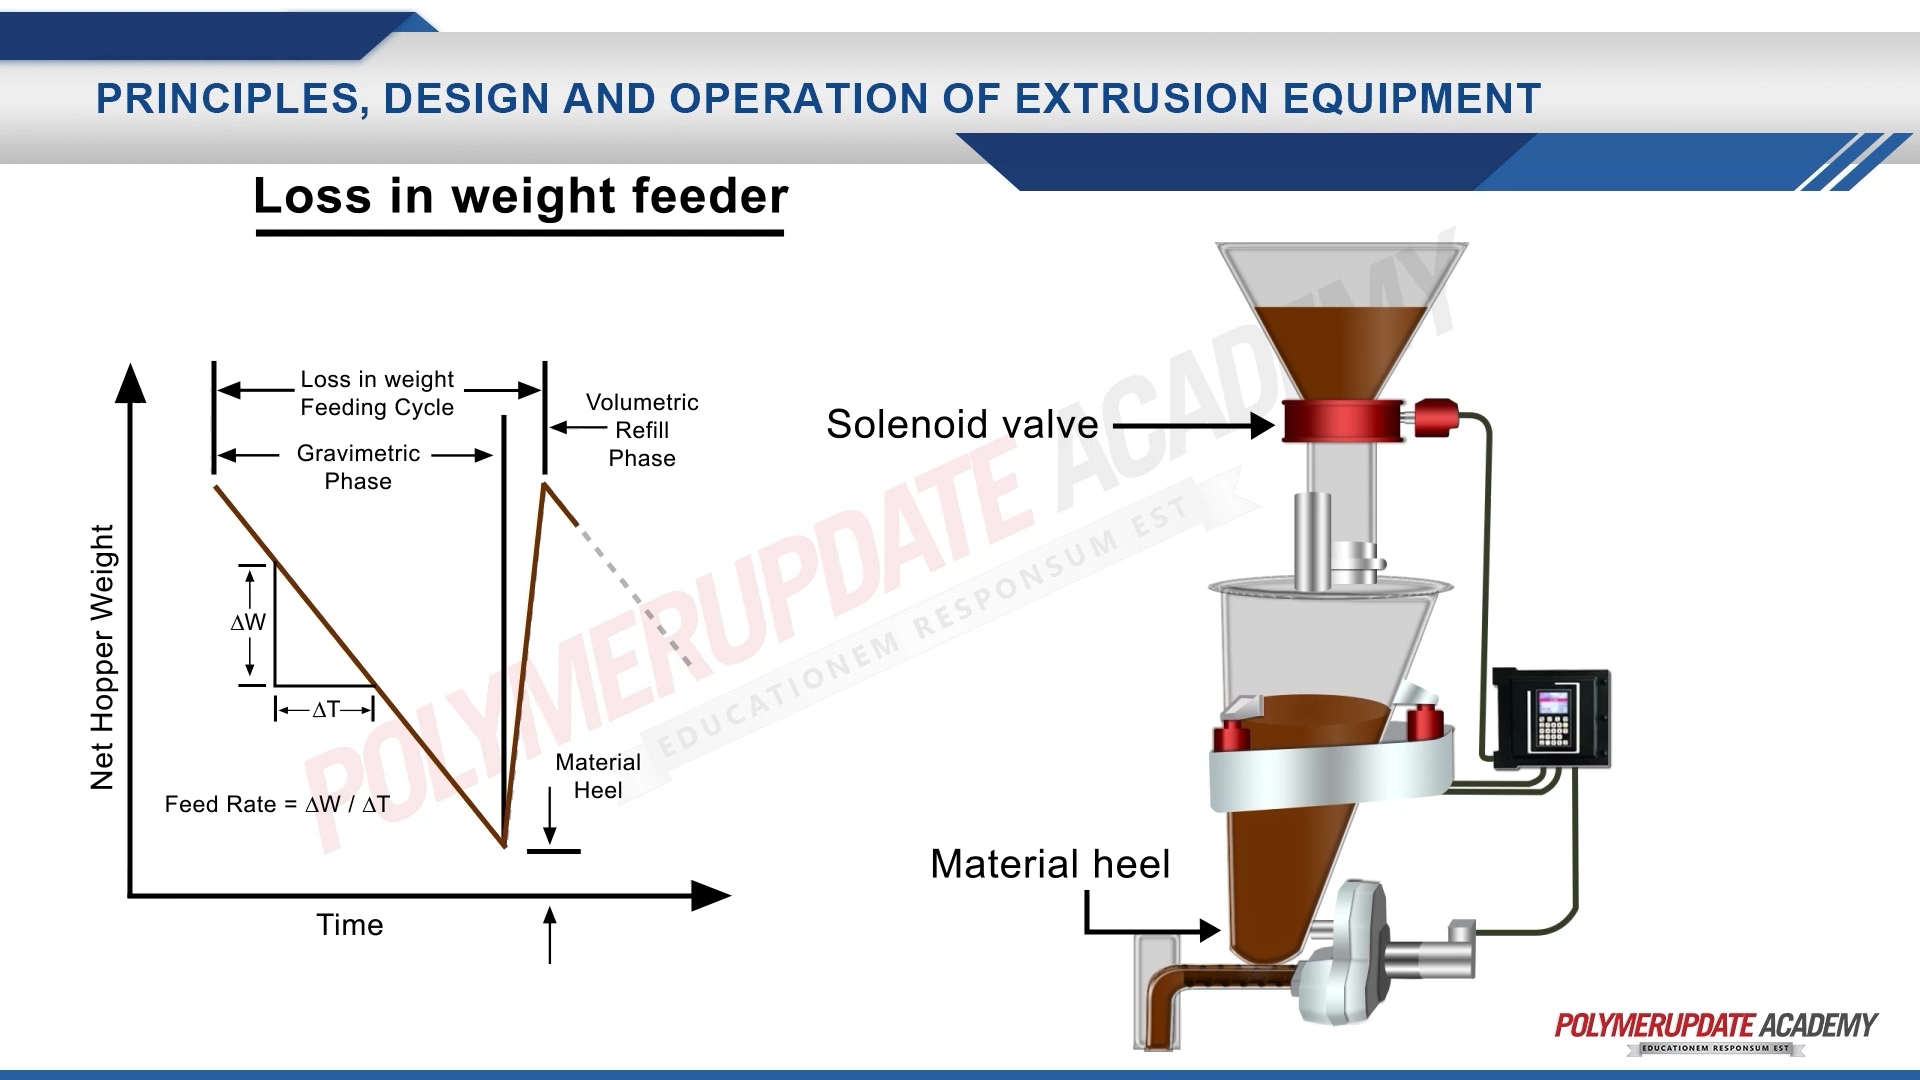 PRINCIPLES, DESIGN AND OPERATION OF EXTRUSION EQUIPMENT
Loss in weight feeder
Loss in weight
Feeding Cycle
Volumetric
Refill
Phase
Gravimetric
Phase
Solenoid valve
Net Hopper Weight
ΔW
ΔT
Feed Rate = ΔW / ΔT
Material
Heel
Time
Material heel
POLYMERUPDATE ACADEMY
EDUCATIONEM RESPONSUM EST
POLYMERUPDATE ACADEMY
EDUCATIONEM RESPONSUM EST